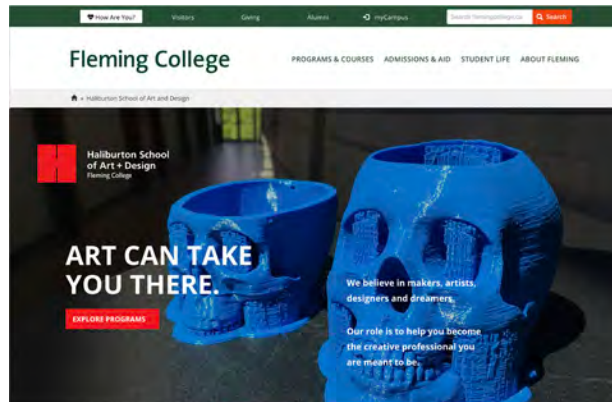 How Are You?
Visitors
Giving
Alumni
myCampus
Search flemingcollege.ca
Search
Fleming College
PROGRAMS & COURSES
ADMISSIONS & AID
STUDENT LIFE
ABOUT FLEMING
» Haliburton School of Art and Design
Haliburton School
of Art + Design
Fleming College
ART CAN TAKE
YOU THERE.
EXPLORE PROGRAMS
We believe in makers, artists,
designers and dreamers.
Our role is to help you become
the creative professional you
are meant to be.